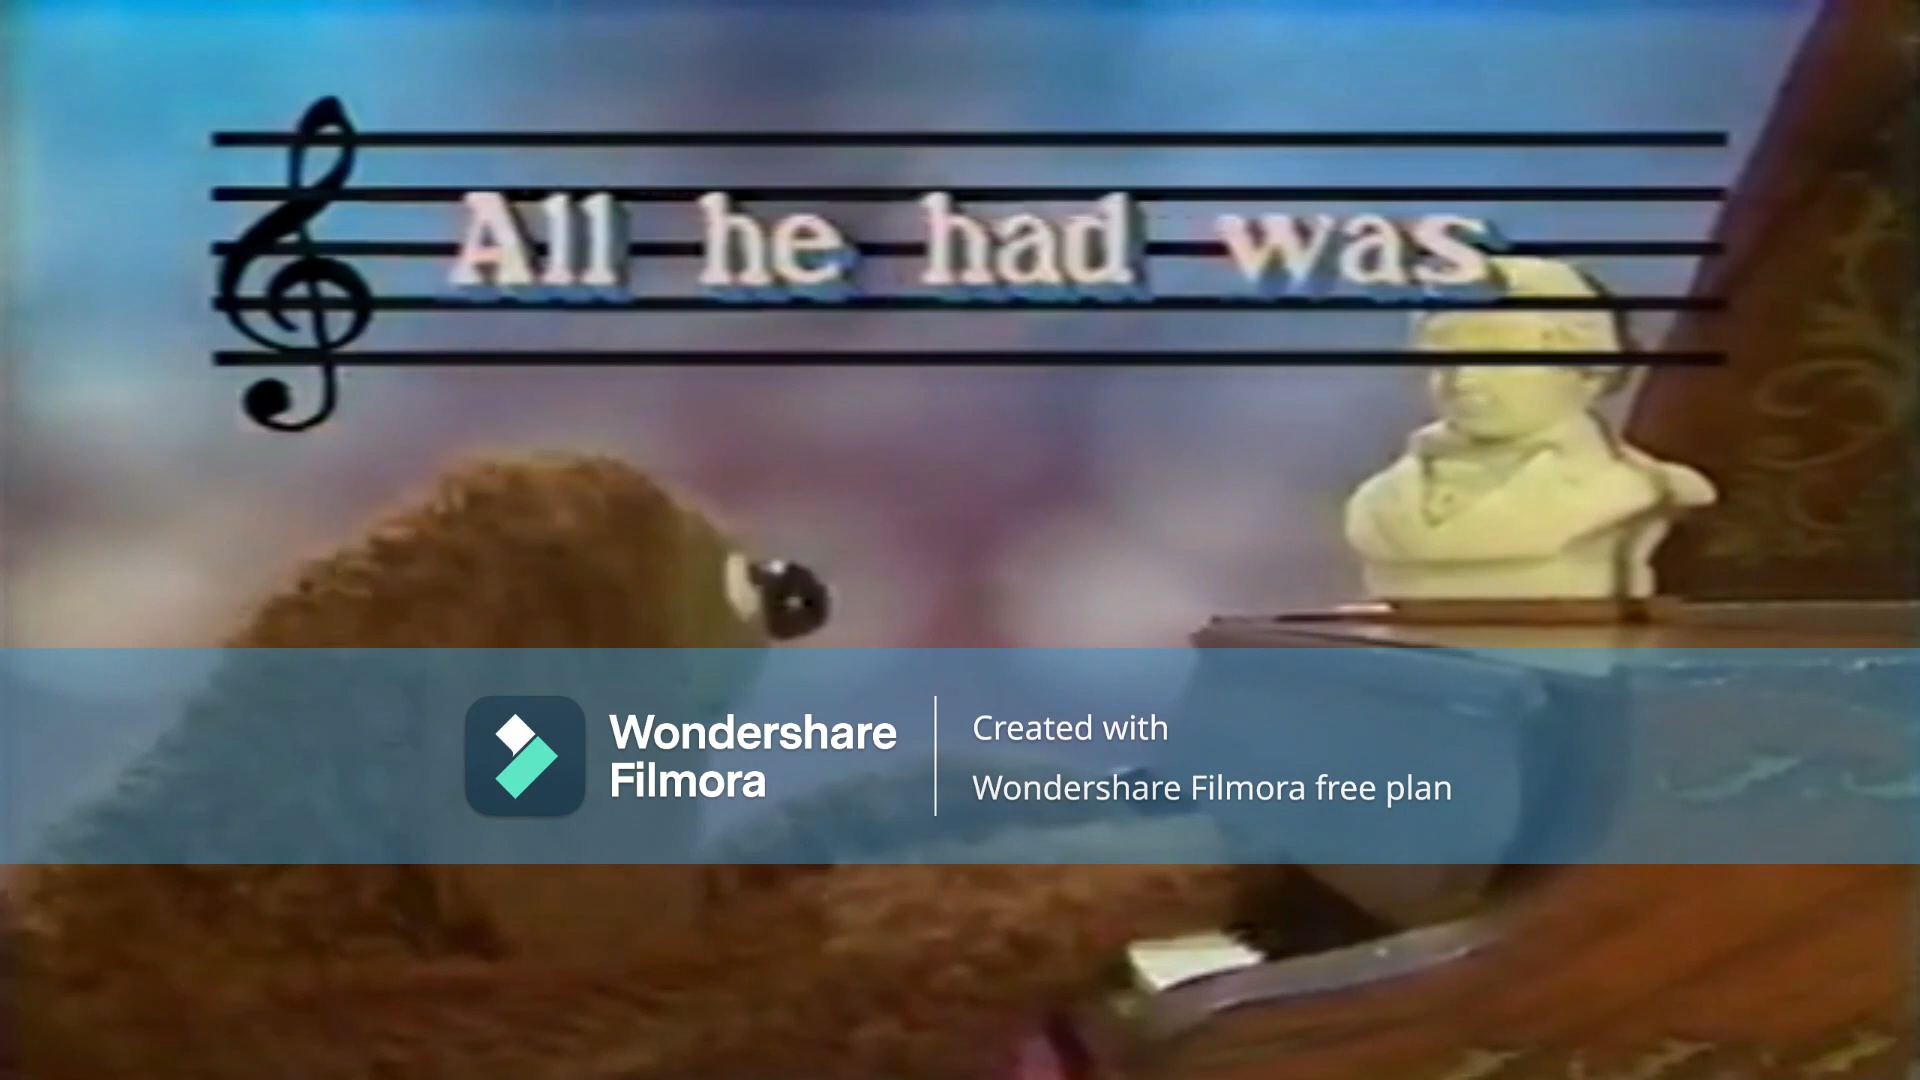 All he had was
Wondershare
Filmora
Created with
Wondershare Filmora free plan